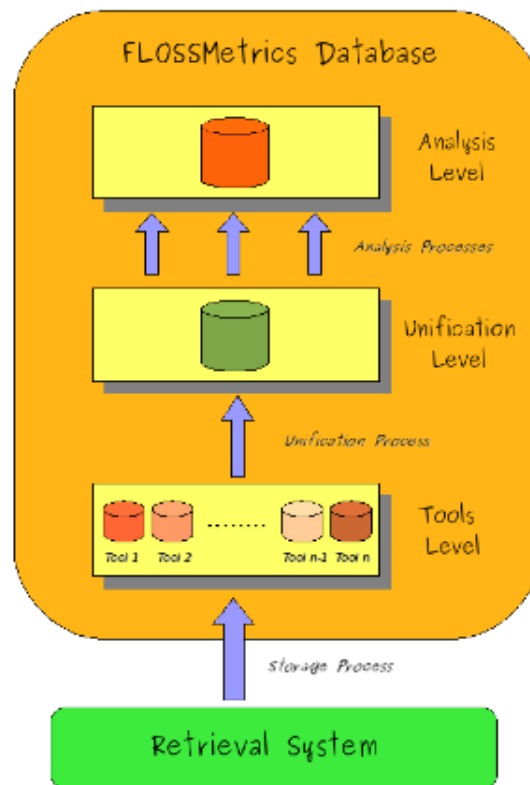 FLOSSMetrics Database
Analysis
Level
Analysis Processes
Unification
Level
Unification Process
Tool 1 Tool 2 ........ Tool n-1 Tool n
Tools
Level
Storage Process
Retrieval System